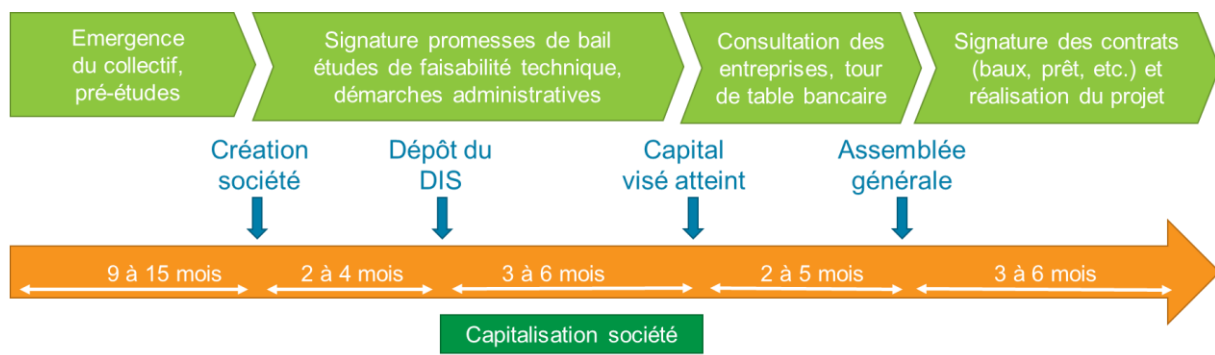 Emergence
du collectif,
pré-études
Signature promesses de bail
études de faisabilité technique,
démarches administratives
Consultation des
entreprises, tour
de table bancaire
Signature des contrats
(baux, prêt, etc.) et
réalisation du projet
Création
société
Dépôt du
DIS
Capital
visé atteint
Assemblée
générale
9 à 15 mois
2 à 4 mois
3 à 6 mois
2 à 5 mois
3 à 6 mois
Capitalisation société